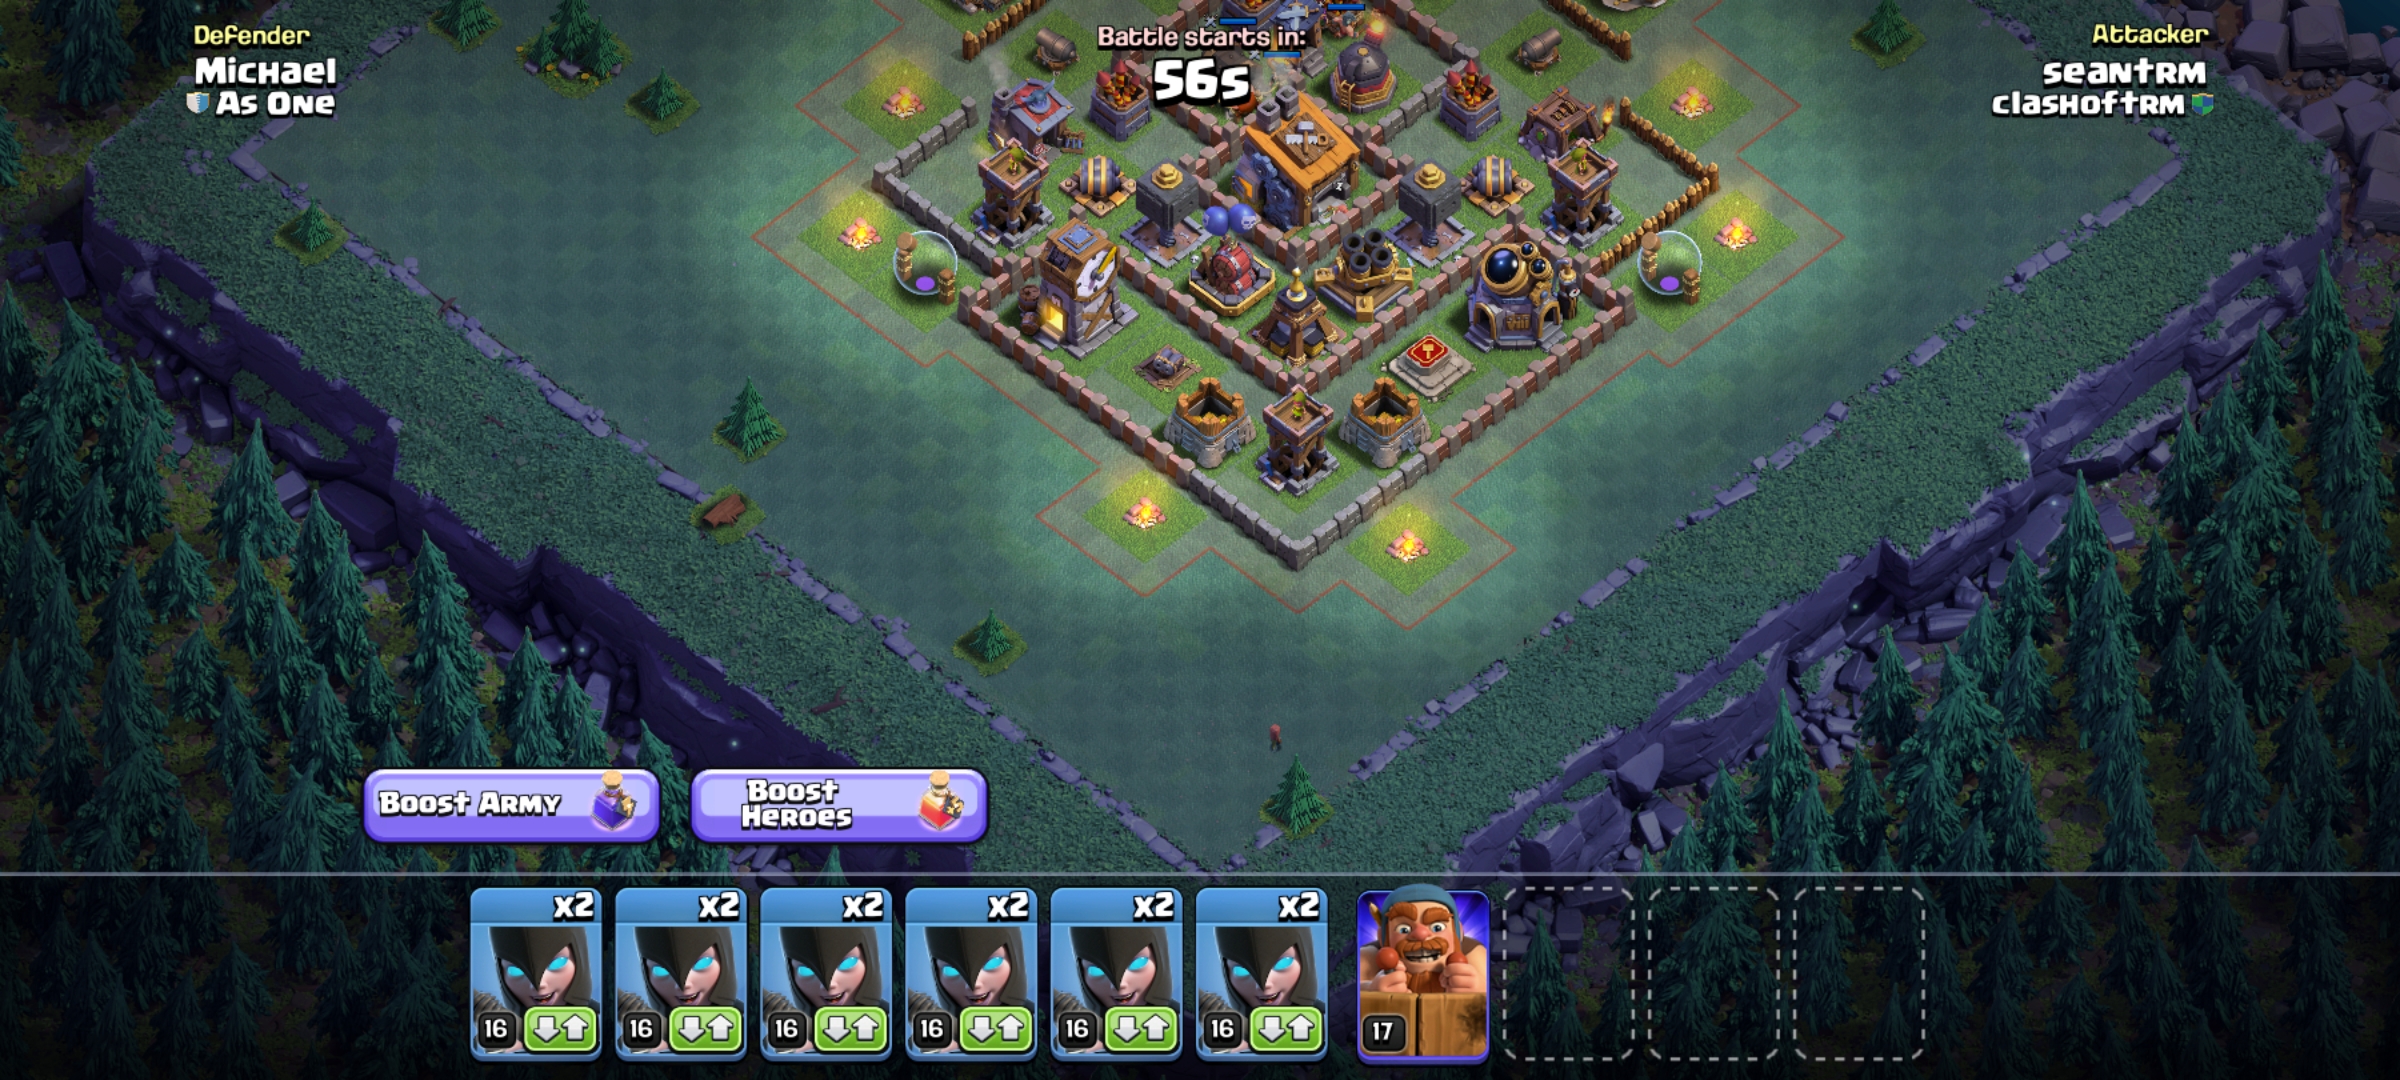 Defender
Michael
As One
Battle starts in:
56s
Attacker
seantRM
clashoftRM
Boost Army
Boost
Heroes
x2
x2
x2
x2
x2
x2
16
16
16
16
16
16
17